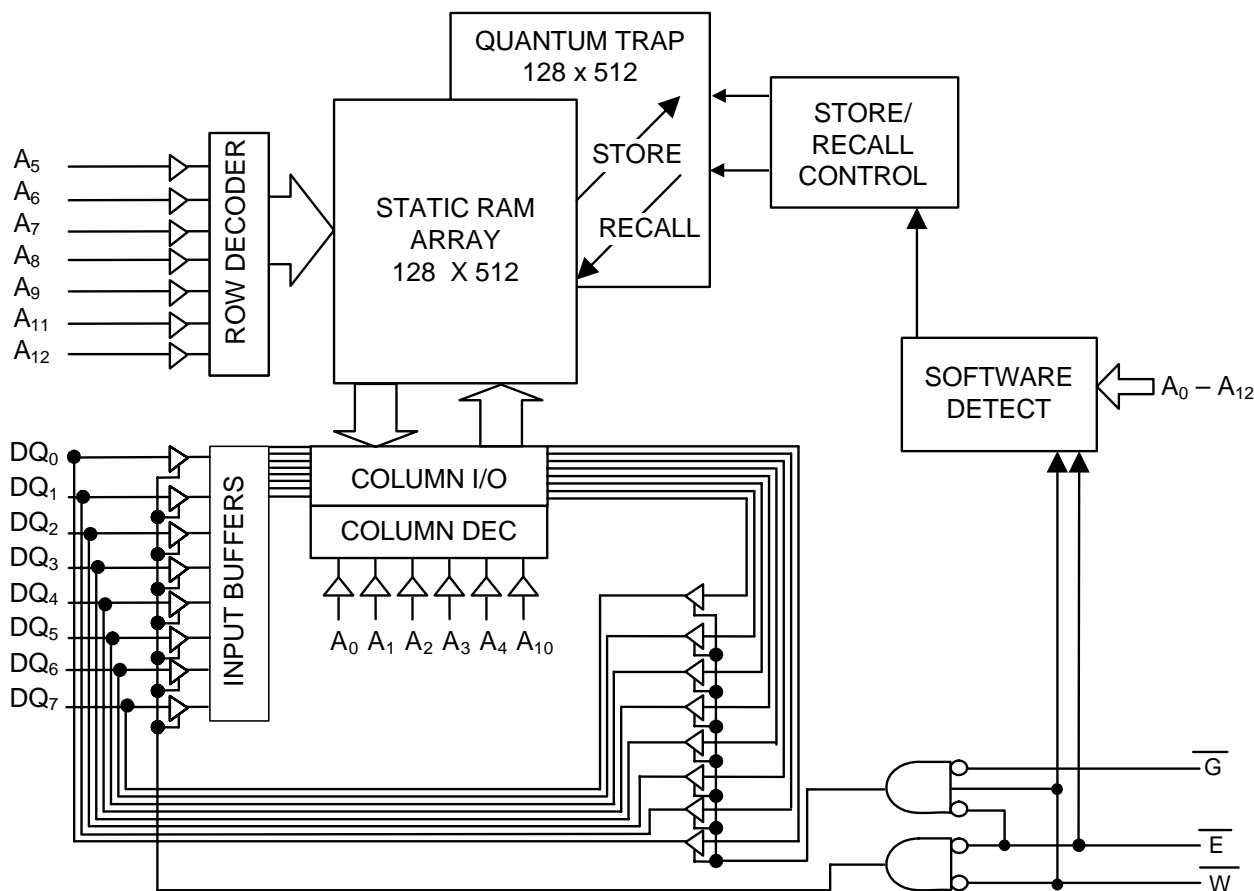 QUANTUM TRAP
128 x 512
STORE/
RECALL
CONTROL
STORE
RECALL
STATIC RAM
ARRAY
128 X 512
ROW DECODER
A5
A6
A7
A8
A9
A11
A12
SOFTWARE
DETECT
A0 – A12
DQ0
DQ1
DQ2
DQ3
DQ4
DQ5
DQ6
DQ7
INPUT BUFFERS
COLUMN I/O
COLUMN DEC
A0 A1 A2 A3 A4 A10
G
E
W